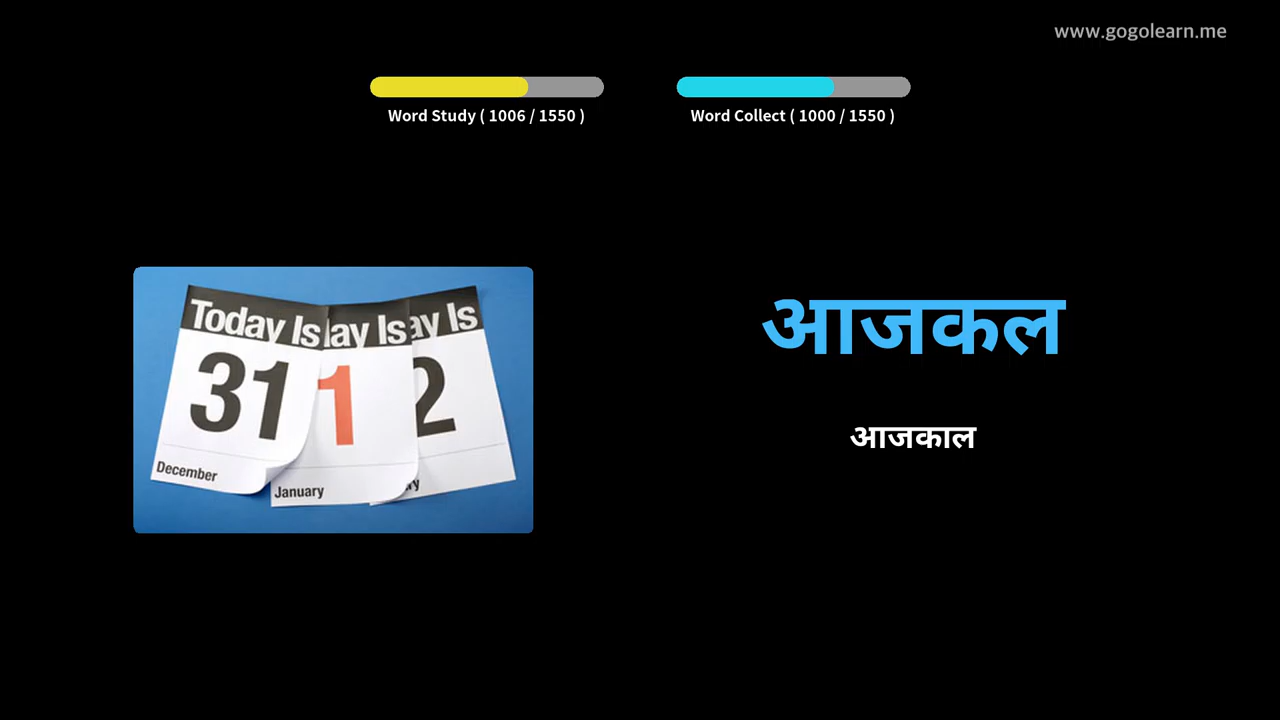 www.gogolearn.me
Word Study ( 1006 / 1550 )
Word Collect ( 1000 / 1550 )
Today Is
ay Is
ay Is
31
1
2
December
January
ry
आजकल
आजकाल